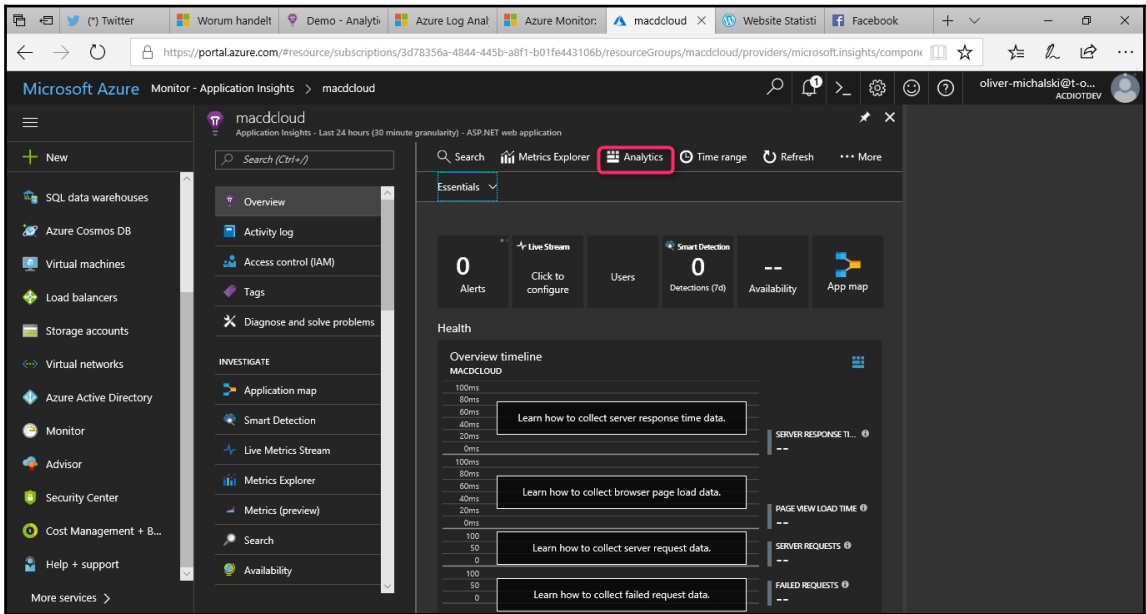 (*) Twitter
Worum handelt
Demo - Analytic
Azure Log Anal
Azure Monitor:
macdcloud
Website Statisti
Facebook
https://portal.azure.com/#resource/subscriptions/3d78356a-4844-445b-a8f1-b01fe443106b/resourceGroups/macdcloud/providers/microsoft.insights/compone
Microsoft Azure Monitor - Application Insights > macdcloud
1
oliver-michalski@t-o...
ACDIOTDEV
macdcloud
Application Insights - Last 24 hours (30 minute granularity) - ASP.NET web application
New
SQL data warehouses
Azure Cosmos DB
Virtual machines
Load balancers
Storage accounts
Virtual networks
Azure Active Directory
Monitor
Advisor
Security Center
Cost Management + B...
Help + support
More services >
Search (Ctrl+/)
Overview
Activity log
Access control (IAM)
Tags
Diagnose and solve problems
INVESTIGATE
Application map
Smart Detection
Live Metrics Stream
Metrics Explorer
Metrics (preview)
Search
Availability
Search Metrics Explorer Analytics Time range Refresh ... More
Essentials
0
Alerts
Live Stream
Click to
configure
Users
Smart Detection
0
Detections (7d)
--
Availability
App map
Health
Overview timeline
MACDCLOUD
100ms
80ms
60ms
40ms
20ms
0ms
Learn how to collect server response time data.
SERVER RESPONSE TI...
--
100ms
80ms
60ms
40ms
20ms
0ms
Learn how to collect browser page load data.
PAGE VIEW LOAD TIME
--
100
50
0
Learn how to collect server request data.
SERVER REQUESTS
--
100
50
0
Learn how to collect failed request data.
FAILED REQUESTS
--